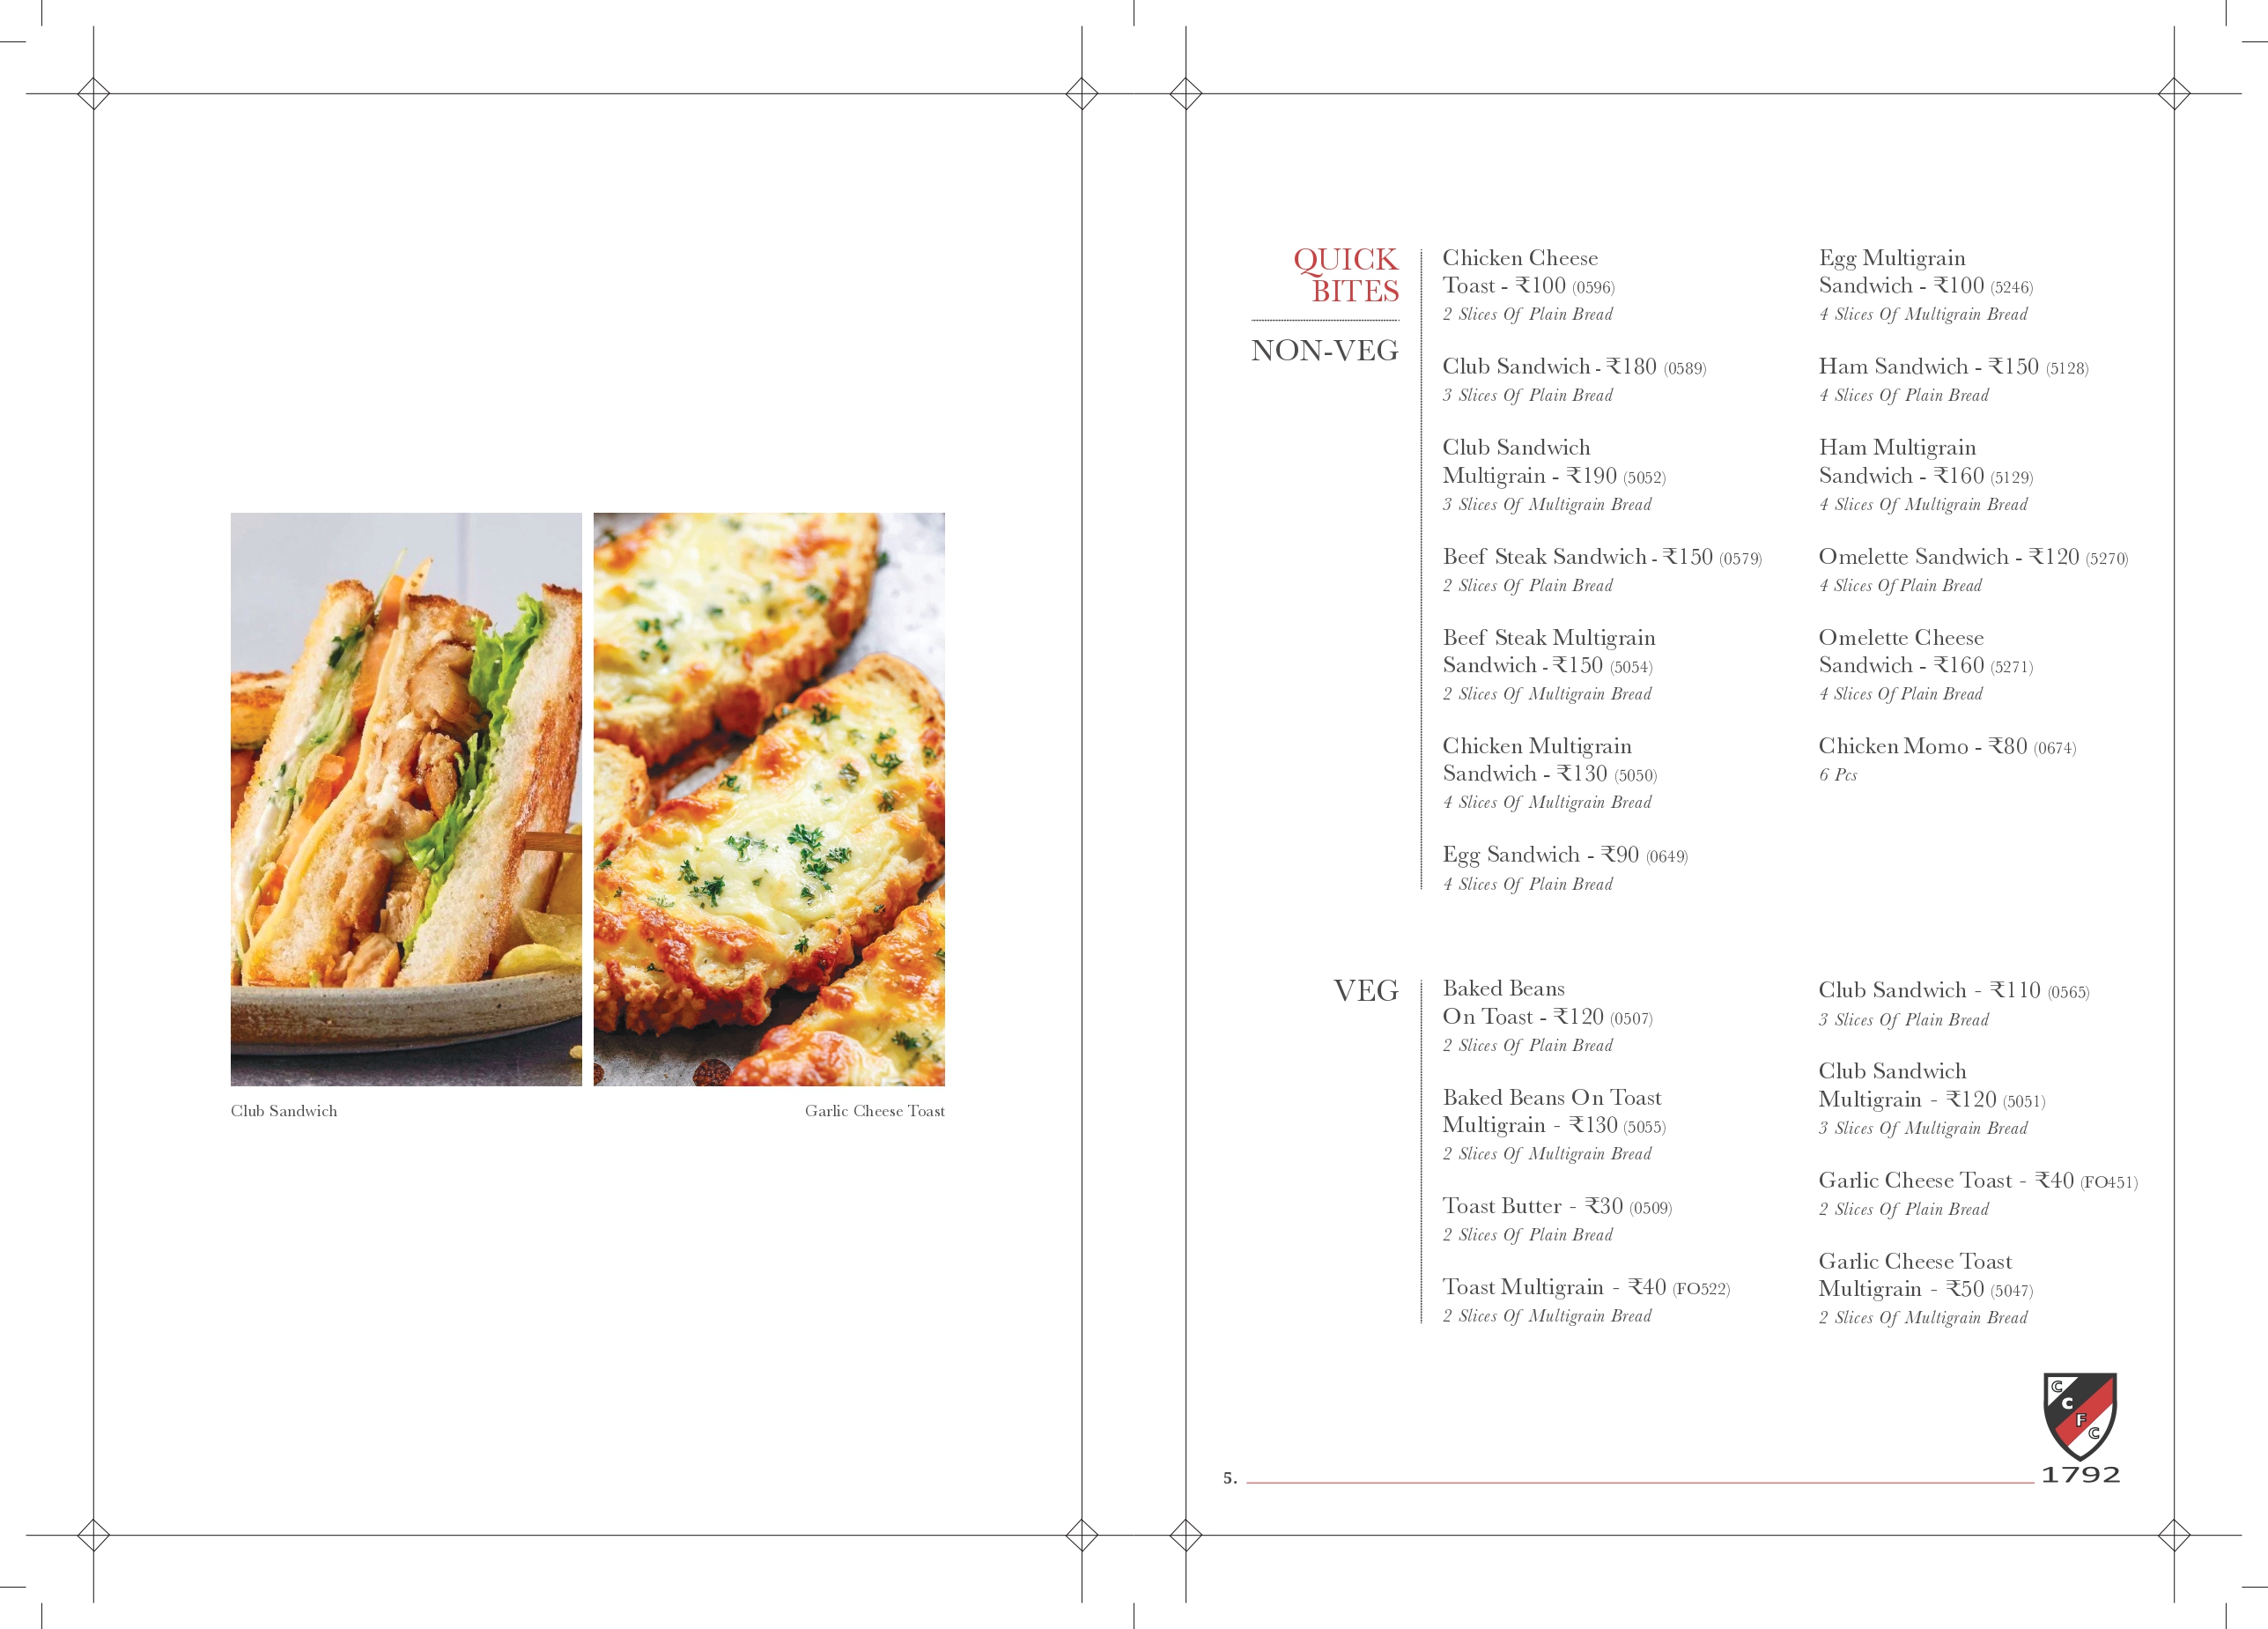 Club Sandwich
Garlic Cheese Toast
QUICK
BITES
NON-VEG
Chicken Cheese
Toast - ₹100 (0596)
2 Slices Of Plain Bread
Club Sandwich - ₹180 (0589)
3 Slices Of Plain Bread
Club Sandwich
Multigrain - ₹190 (5052)
3 Slices Of Multigrain Bread
Beef Steak Sandwich - ₹150 (0579)
2 Slices Of Plain Bread
Beef Steak Multigrain
Sandwich - ₹150 (5054)
2 Slices Of Multigrain Bread
Chicken Multigrain
Sandwich - ₹130 (5050)
4 Slices Of Multigrain Bread
Egg Sandwich - ₹90 (0649)
4 Slices Of Plain Bread
Egg Multigrain
Sandwich - ₹100 (5246)
4 Slices Of Multigrain Bread
Ham Sandwich - ₹150 (5128)
4 Slices Of Plain Bread
Ham Multigrain
Sandwich - ₹160 (5129)
4 Slices Of Multigrain Bread
Omelette Sandwich - ₹120 (5270)
4 Slices Of Plain Bread
Omelette Cheese
Sandwich - ₹160 (5271)
4 Slices Of Plain Bread
Chicken Momo - ₹80 (0674)
6 Pcs
VEG
Baked Beans
On Toast - ₹120 (0507)
2 Slices Of Plain Bread
Baked Beans On Toast
Multigrain - ₹130 (5055)
2 Slices Of Multigrain Bread
Toast Butter - ₹30 (0509)
2 Slices Of Plain Bread
Toast Multigrain - ₹40 (FO522)
2 Slices Of Multigrain Bread
Club Sandwich - ₹110 (0565)
3 Slices Of Plain Bread
Club Sandwich
Multigrain - ₹120 (5051)
3 Slices Of Multigrain Bread
Garlic Cheese Toast - ₹40 (FO451)
2 Slices Of Plain Bread
Garlic Cheese Toast
Multigrain - ₹50 (5047)
2 Slices Of Multigrain Bread
C
C
F
C
1792
5.